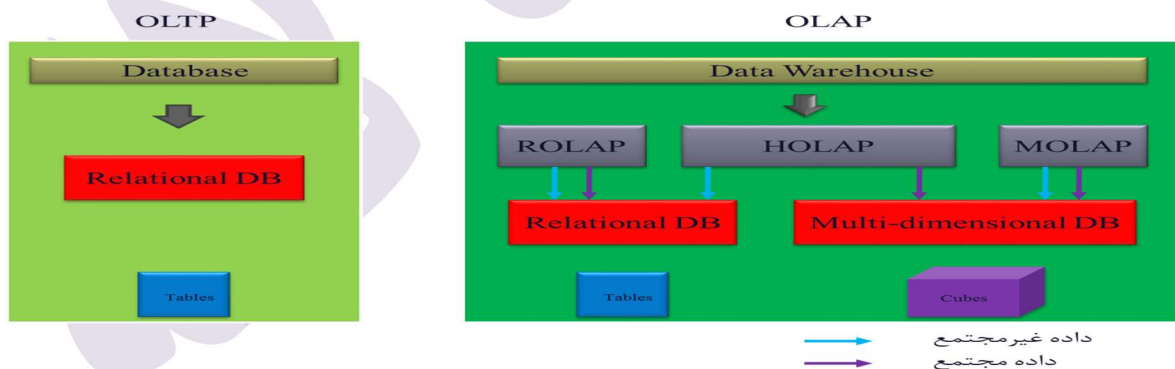 OLTP
Database
Relational DB
Tables
OLAP
Data Warehouse
ROLAP
HOLAP
MOLAP
Relational DB
Multi-dimensional DB
Tables
Cubes
داده غیرمجتمع
داده مجتمع